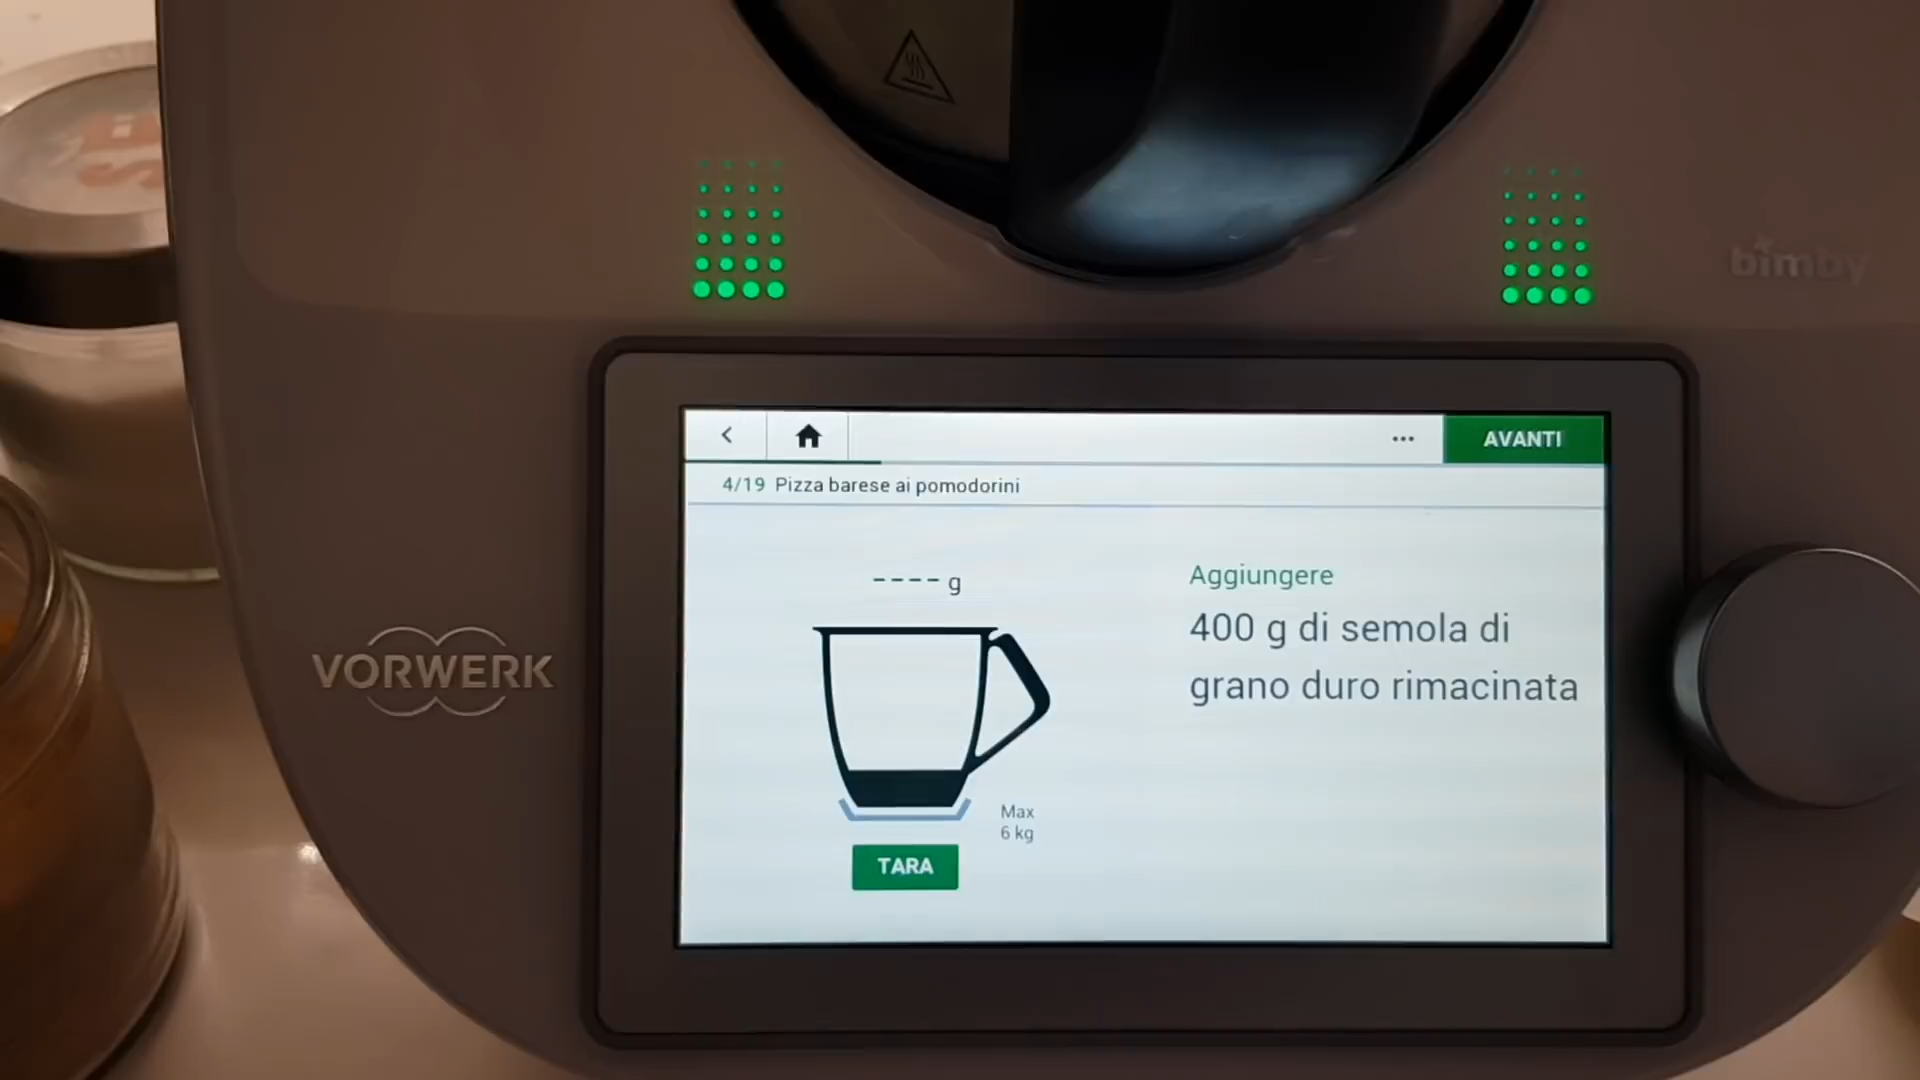 bimby
VORWERK
AVANTI
4/19 Pizza barese ai pomodorini
---- g
Aggiungere
400 g di semola di
grano duro rimacinata
Max
6 kg
TARA